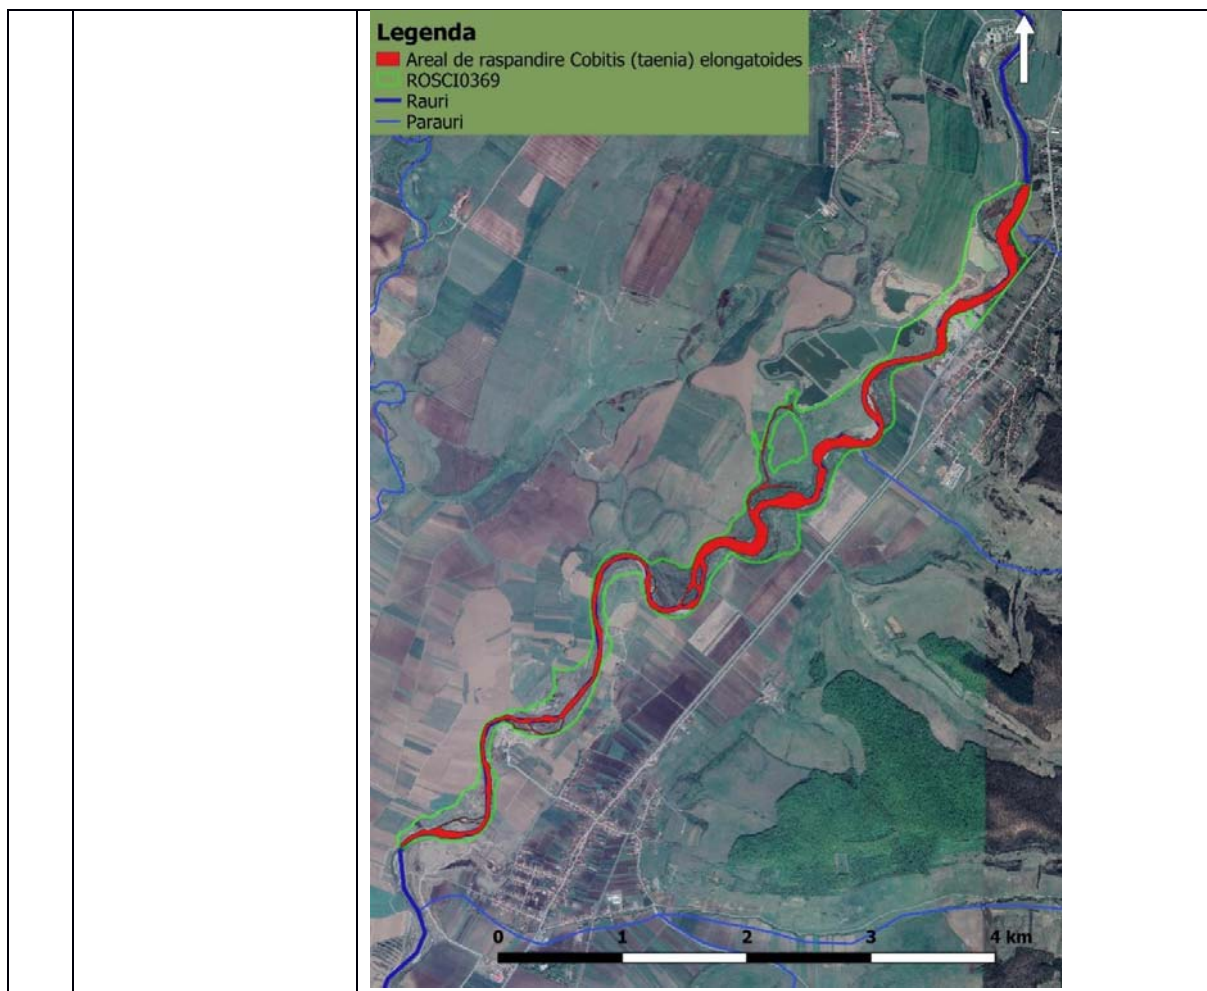 Legenda
Areal de raspandire Cobitis (taenia) elongatoides
ROSCI0369
Rauri
Parauri
0 1 2 3 4 km